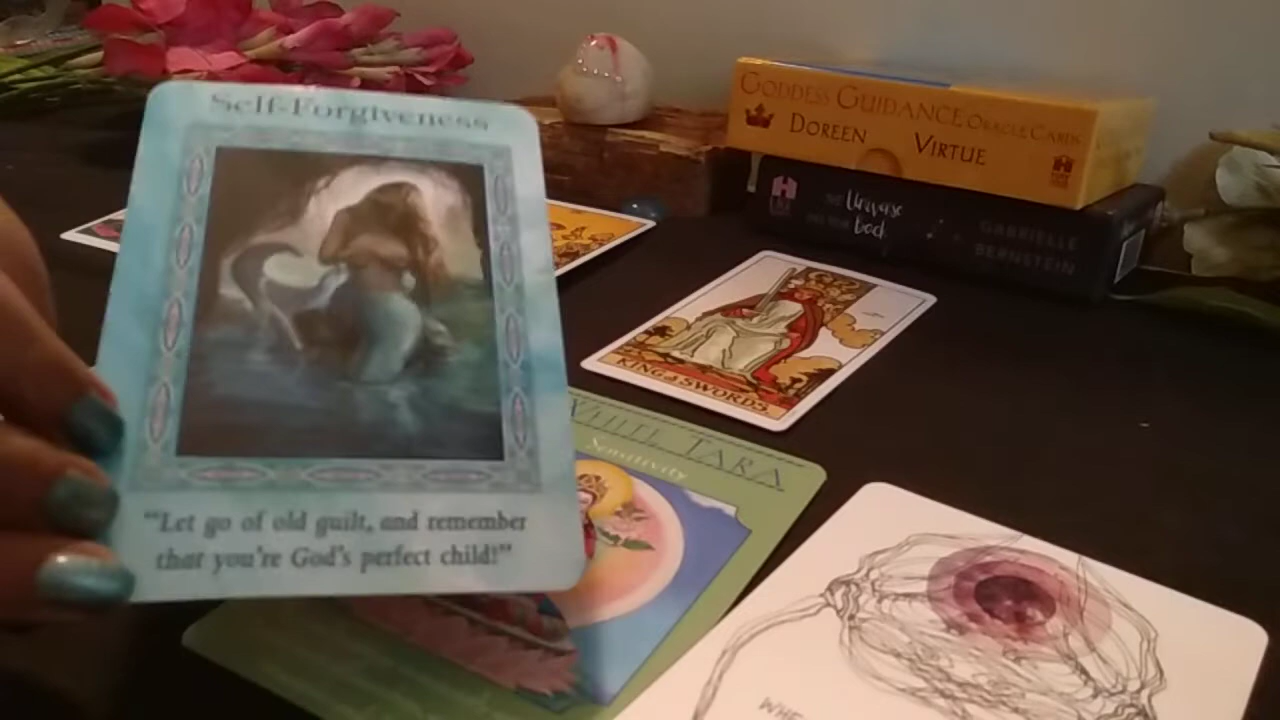 Self-Forgiveness
"Let go of old guilt, and remember
that you're God's perfect child!"
GODDESS GUIDANCE ORACLE CARDS
DOREEN VIRTUE
THE Universe
HAS YOUR Back
GABRIELLE
BERNSTEIN
KING of SWORDS
WHITE TARA
Sensitivity
WHE